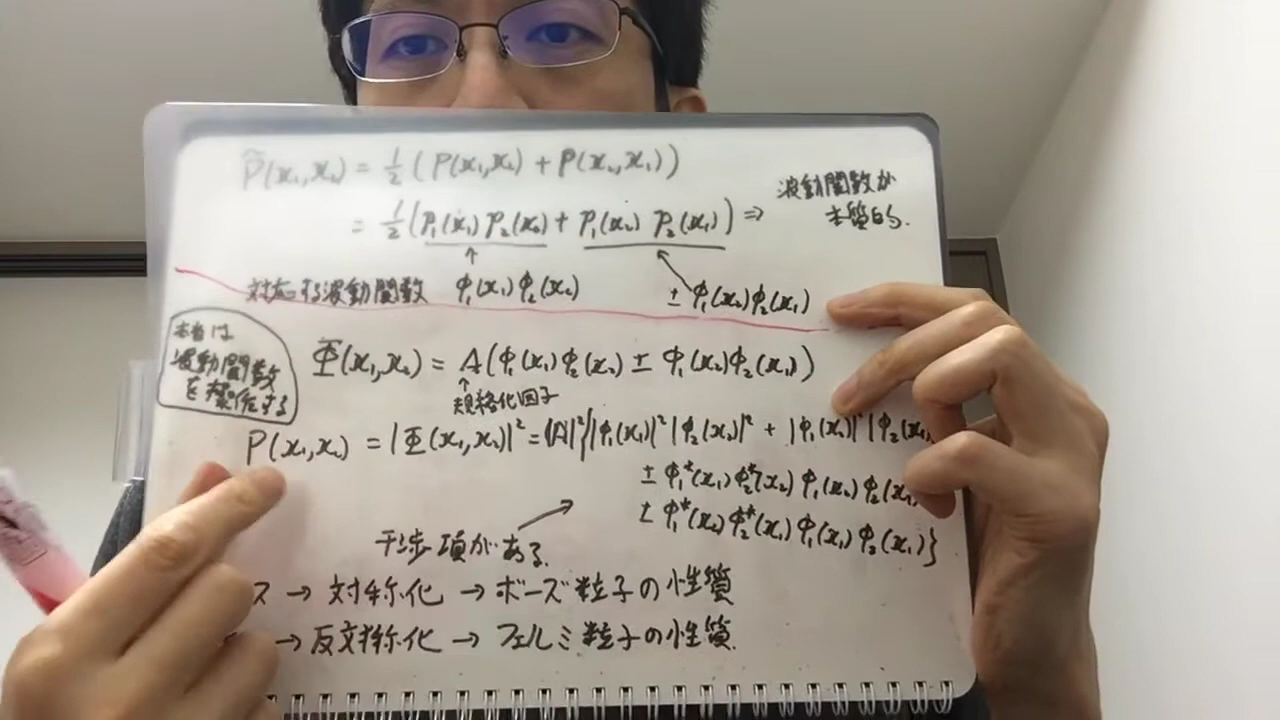 P̃(x₁,x₂) = 1/2 (P(x₁,x₂) + P(x₂,x₁))
= 1/2 (P₁(x₁) P₂(x₂) + P₁(x₂) P₂(x₁)) ⇒ 波動関数が
本質的.
↑
対応する波動関数 φ₁(x₁) φ₂(x₂) ± φ₁(x₂) φ₂(x₁)
本当は
波動関数
を操作する
Φ̃(x₁,x₂) = A(φ₁(x₁) φ₂(x₂) ± φ₁(x₂) φ₂(x₁))
↑
規格化因子
P(x₁,x₂) = |Φ(x₁,x₂)|² = |A|²{|φ₁(x₁)|² |φ₂(x₂)|² + |φ₁(x₂)|² |φ₂(x₁
± φ₁*(x₁) φ₂*(x₂) φ₁(x₂) φ₂(x₁
± φ₁*(x₂) φ₂*(x₁) φ₁(x₁) φ₂(x₂)}
干渉項がある.
ス → 対称化 → ボーズ粒子の性質
→ 反対称化 → フェルミ粒子の性質.